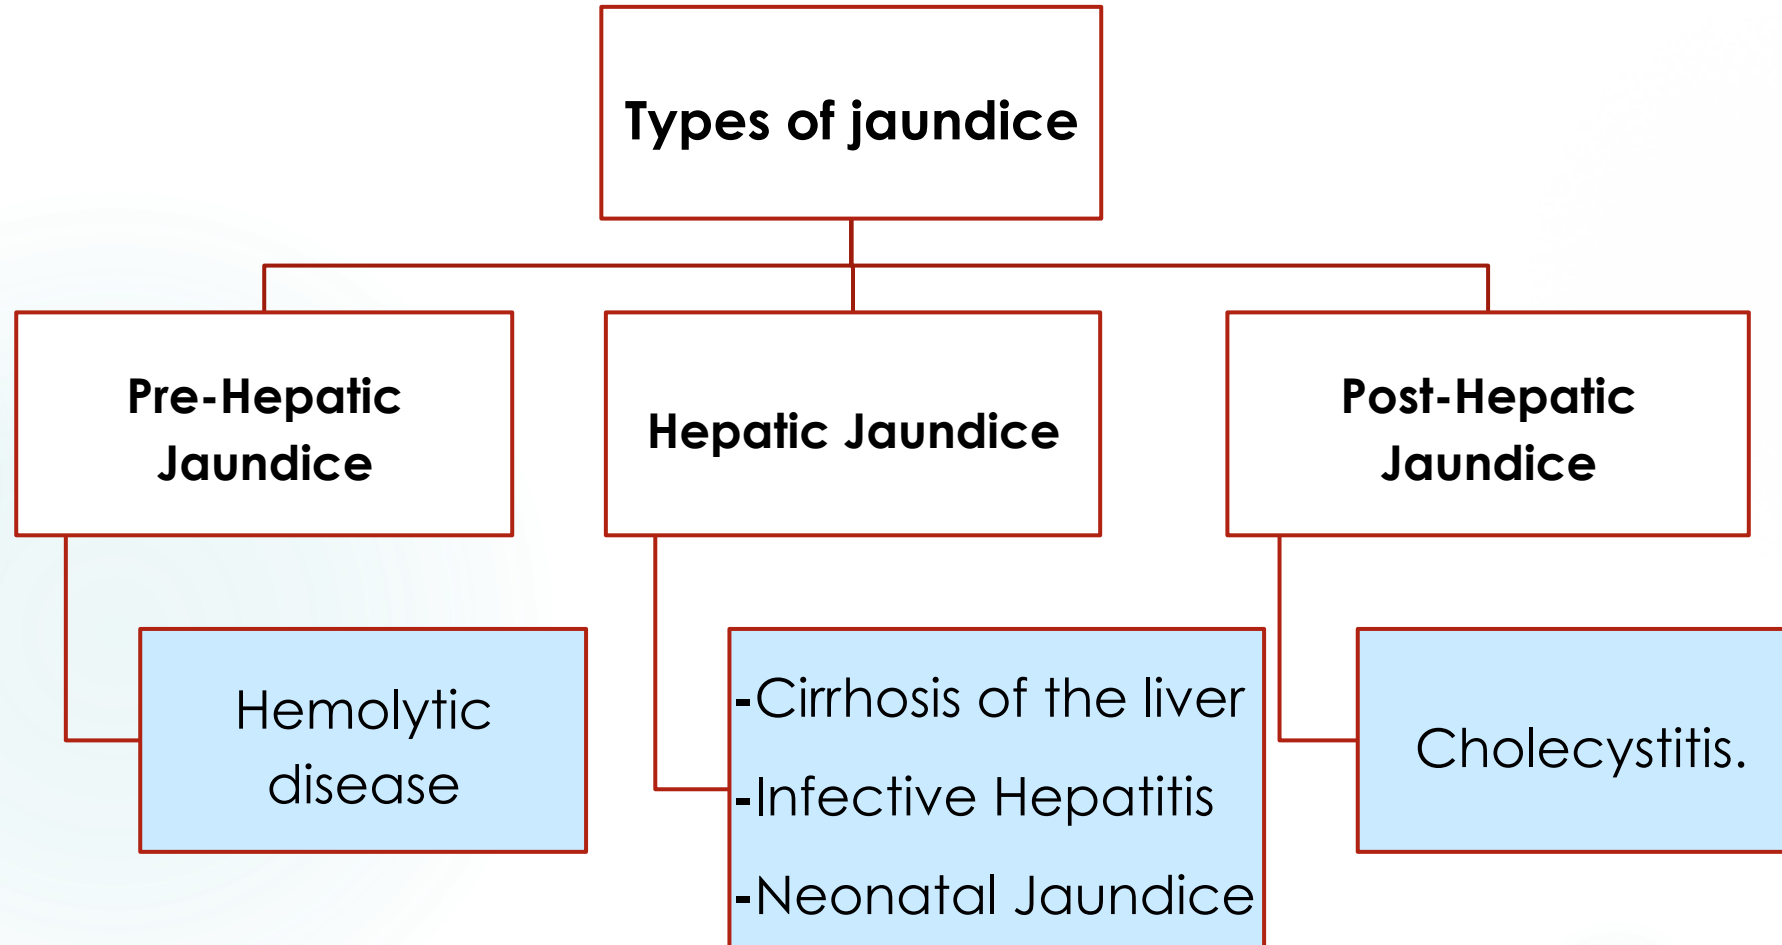 Types of jaundice
Pre-Hepatic
Jaundice
Hepatic Jaundice
Post-Hepatic
Jaundice
Hemolytic
disease
-Cirrhosis of the liver
-Infective Hepatitis
-Neonatal Jaundice
Cholecystitis.